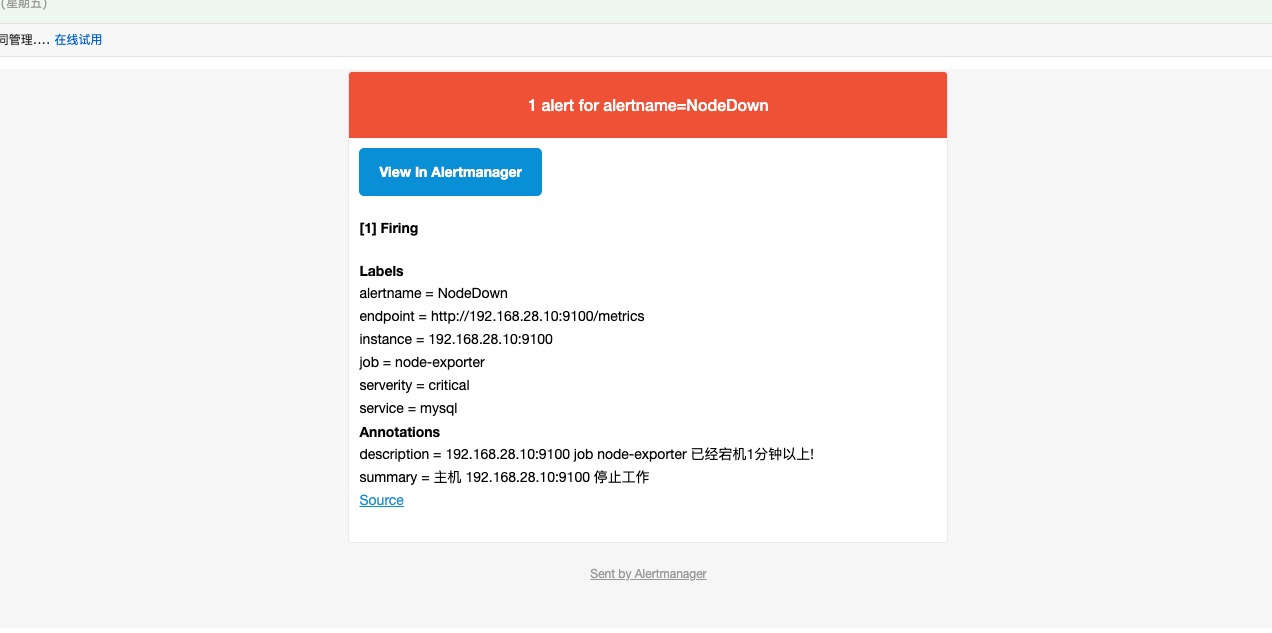 (星期五)
同管理.... 在线试用
1 alert for alertname=NodeDown
View In Alertmanager
[1] Firing
Labels
alertname = NodeDown
endpoint = http://192.168.28.10:9100/metrics
instance = 192.168.28.10:9100
job = node-exporter
serverity = critical
service = mysql
Annotations
description = 192.168.28.10:9100 job node-exporter 已经宕机1分钟以上!
summary = 主机 192.168.28.10:9100 停止工作
Source
Sent by Alertmanager